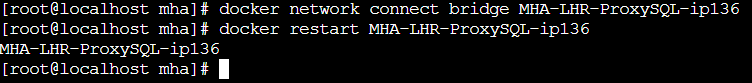 [root@localhost mha]# docker network connect bridge MHA-LHR-ProxySQL-ip136
[root@localhost mha]# docker restart MHA-LHR-ProxySQL-ip136
MHA-LHR-ProxySQL-ip136
[root@localhost mha]#